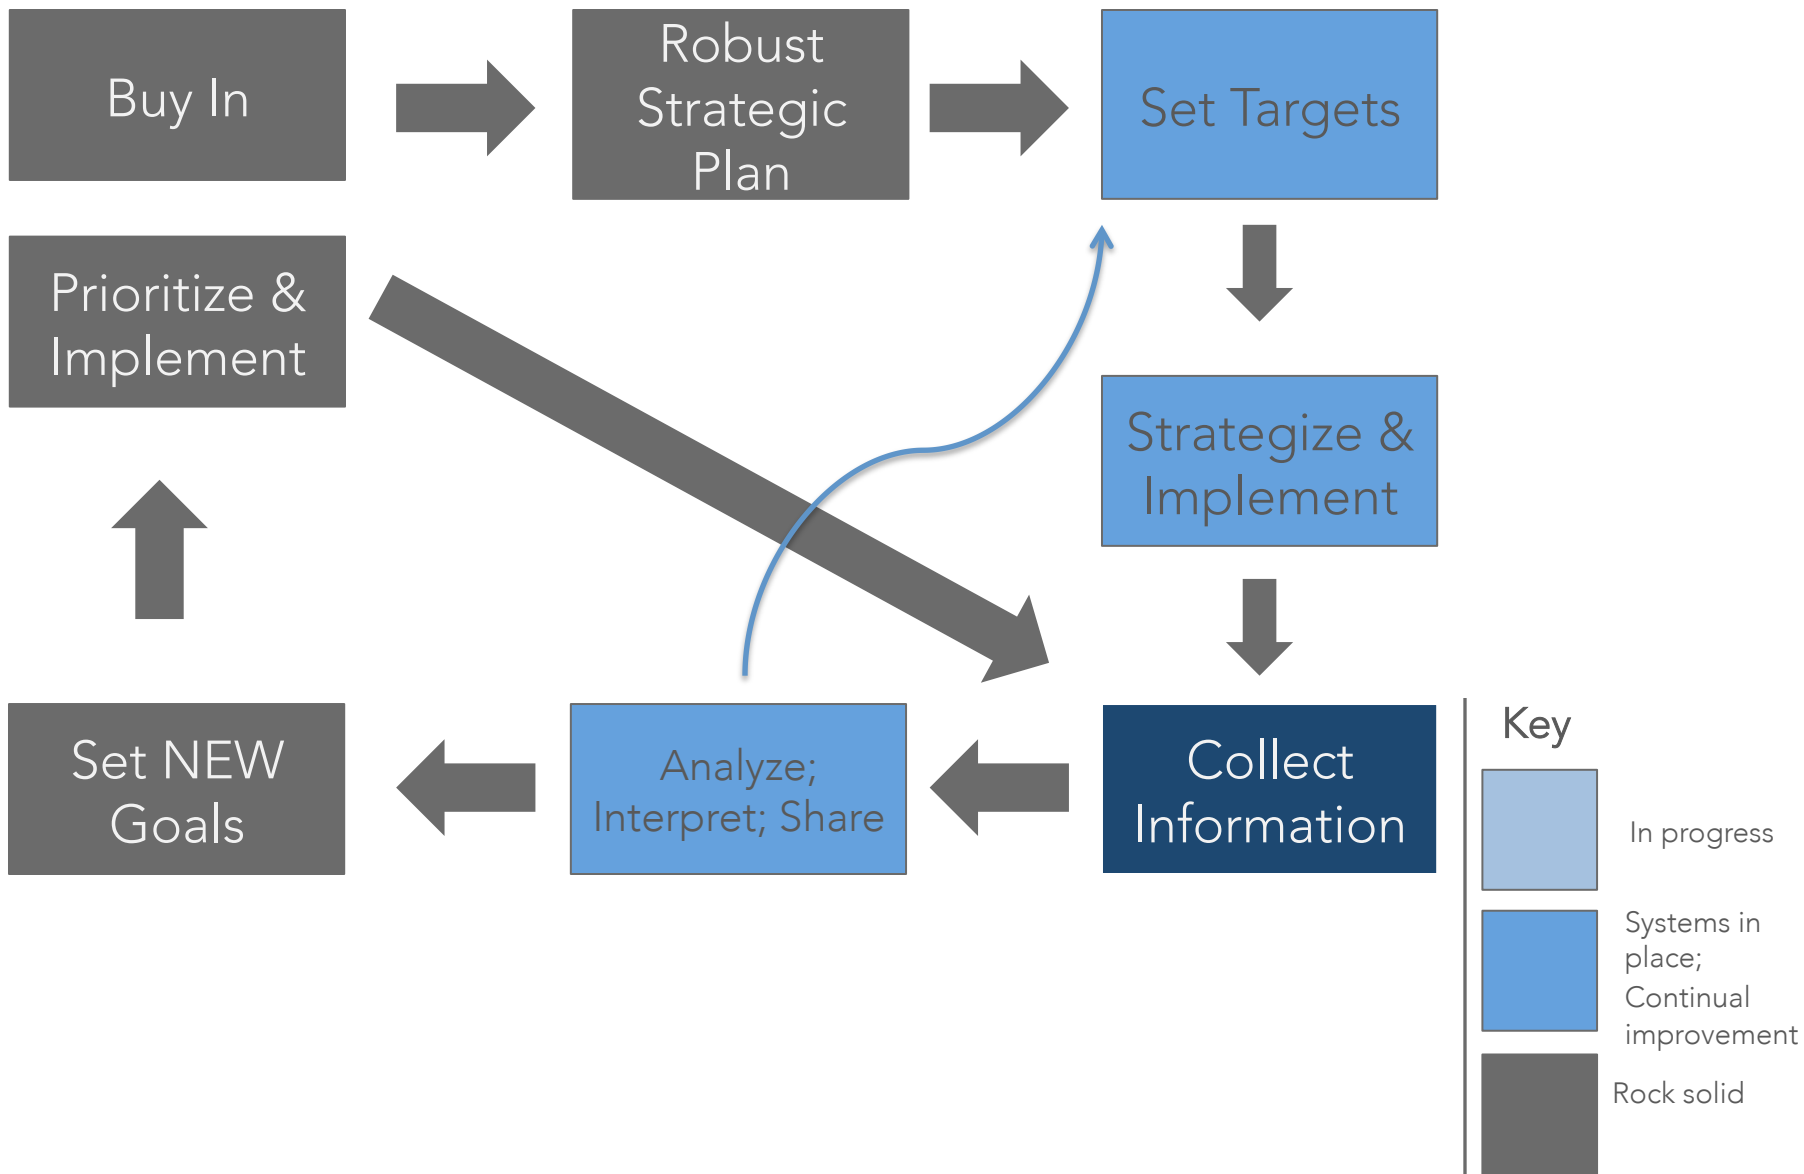 Buy In
Robust
Strategic
Plan
Set Targets
Prioritize &
Implement
Strategize &
Implement
Set NEW
Goals
Analyze;
Interpret; Share
Collect
Information
Key
In progress
Systems in
place;
Continual
improvement
Rock solid